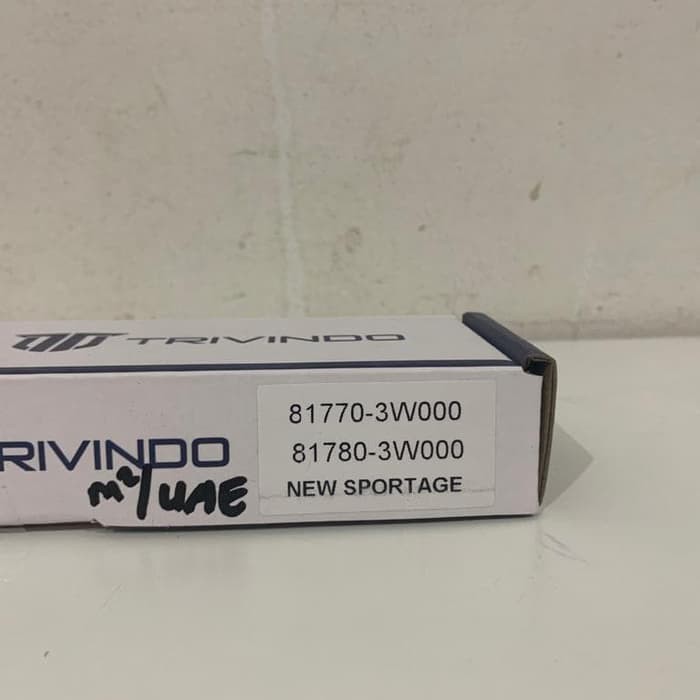 TRIVINDO
RIVINDO
m²/UAE
81770-3W000
81780-3W000
NEW SPORTAGE